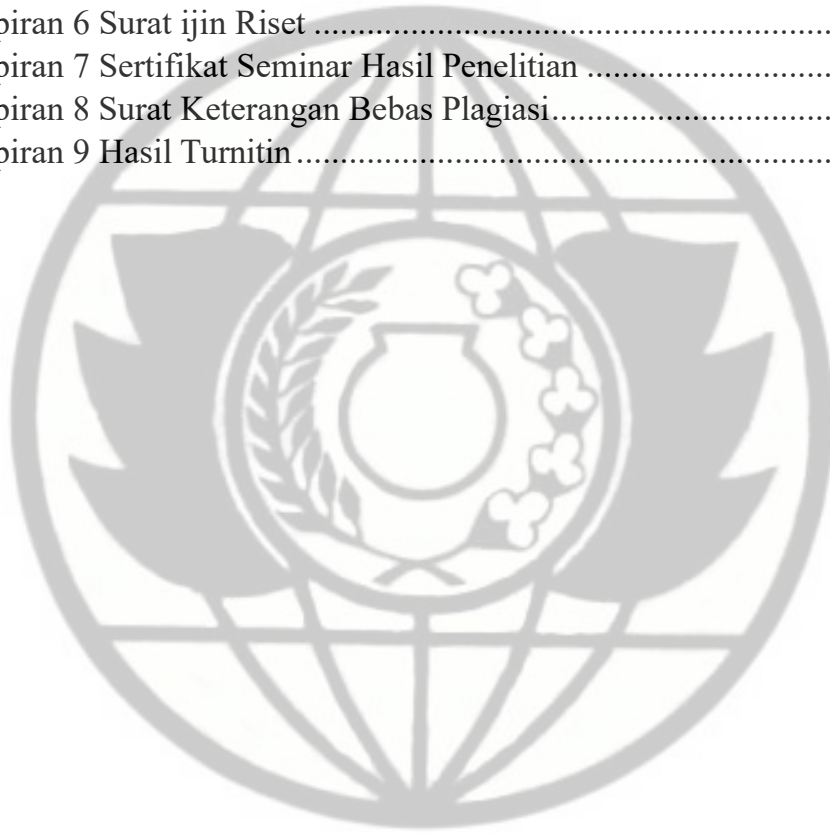 piran 6 Surat ijin Riset ............................................................
piran 7 Sertifikat Seminar Hasil Penelitian ............................
piran 8 Surat Keterangan Bebas Plagiasi................................
piran 9 Hasil Turnitin..............................................................